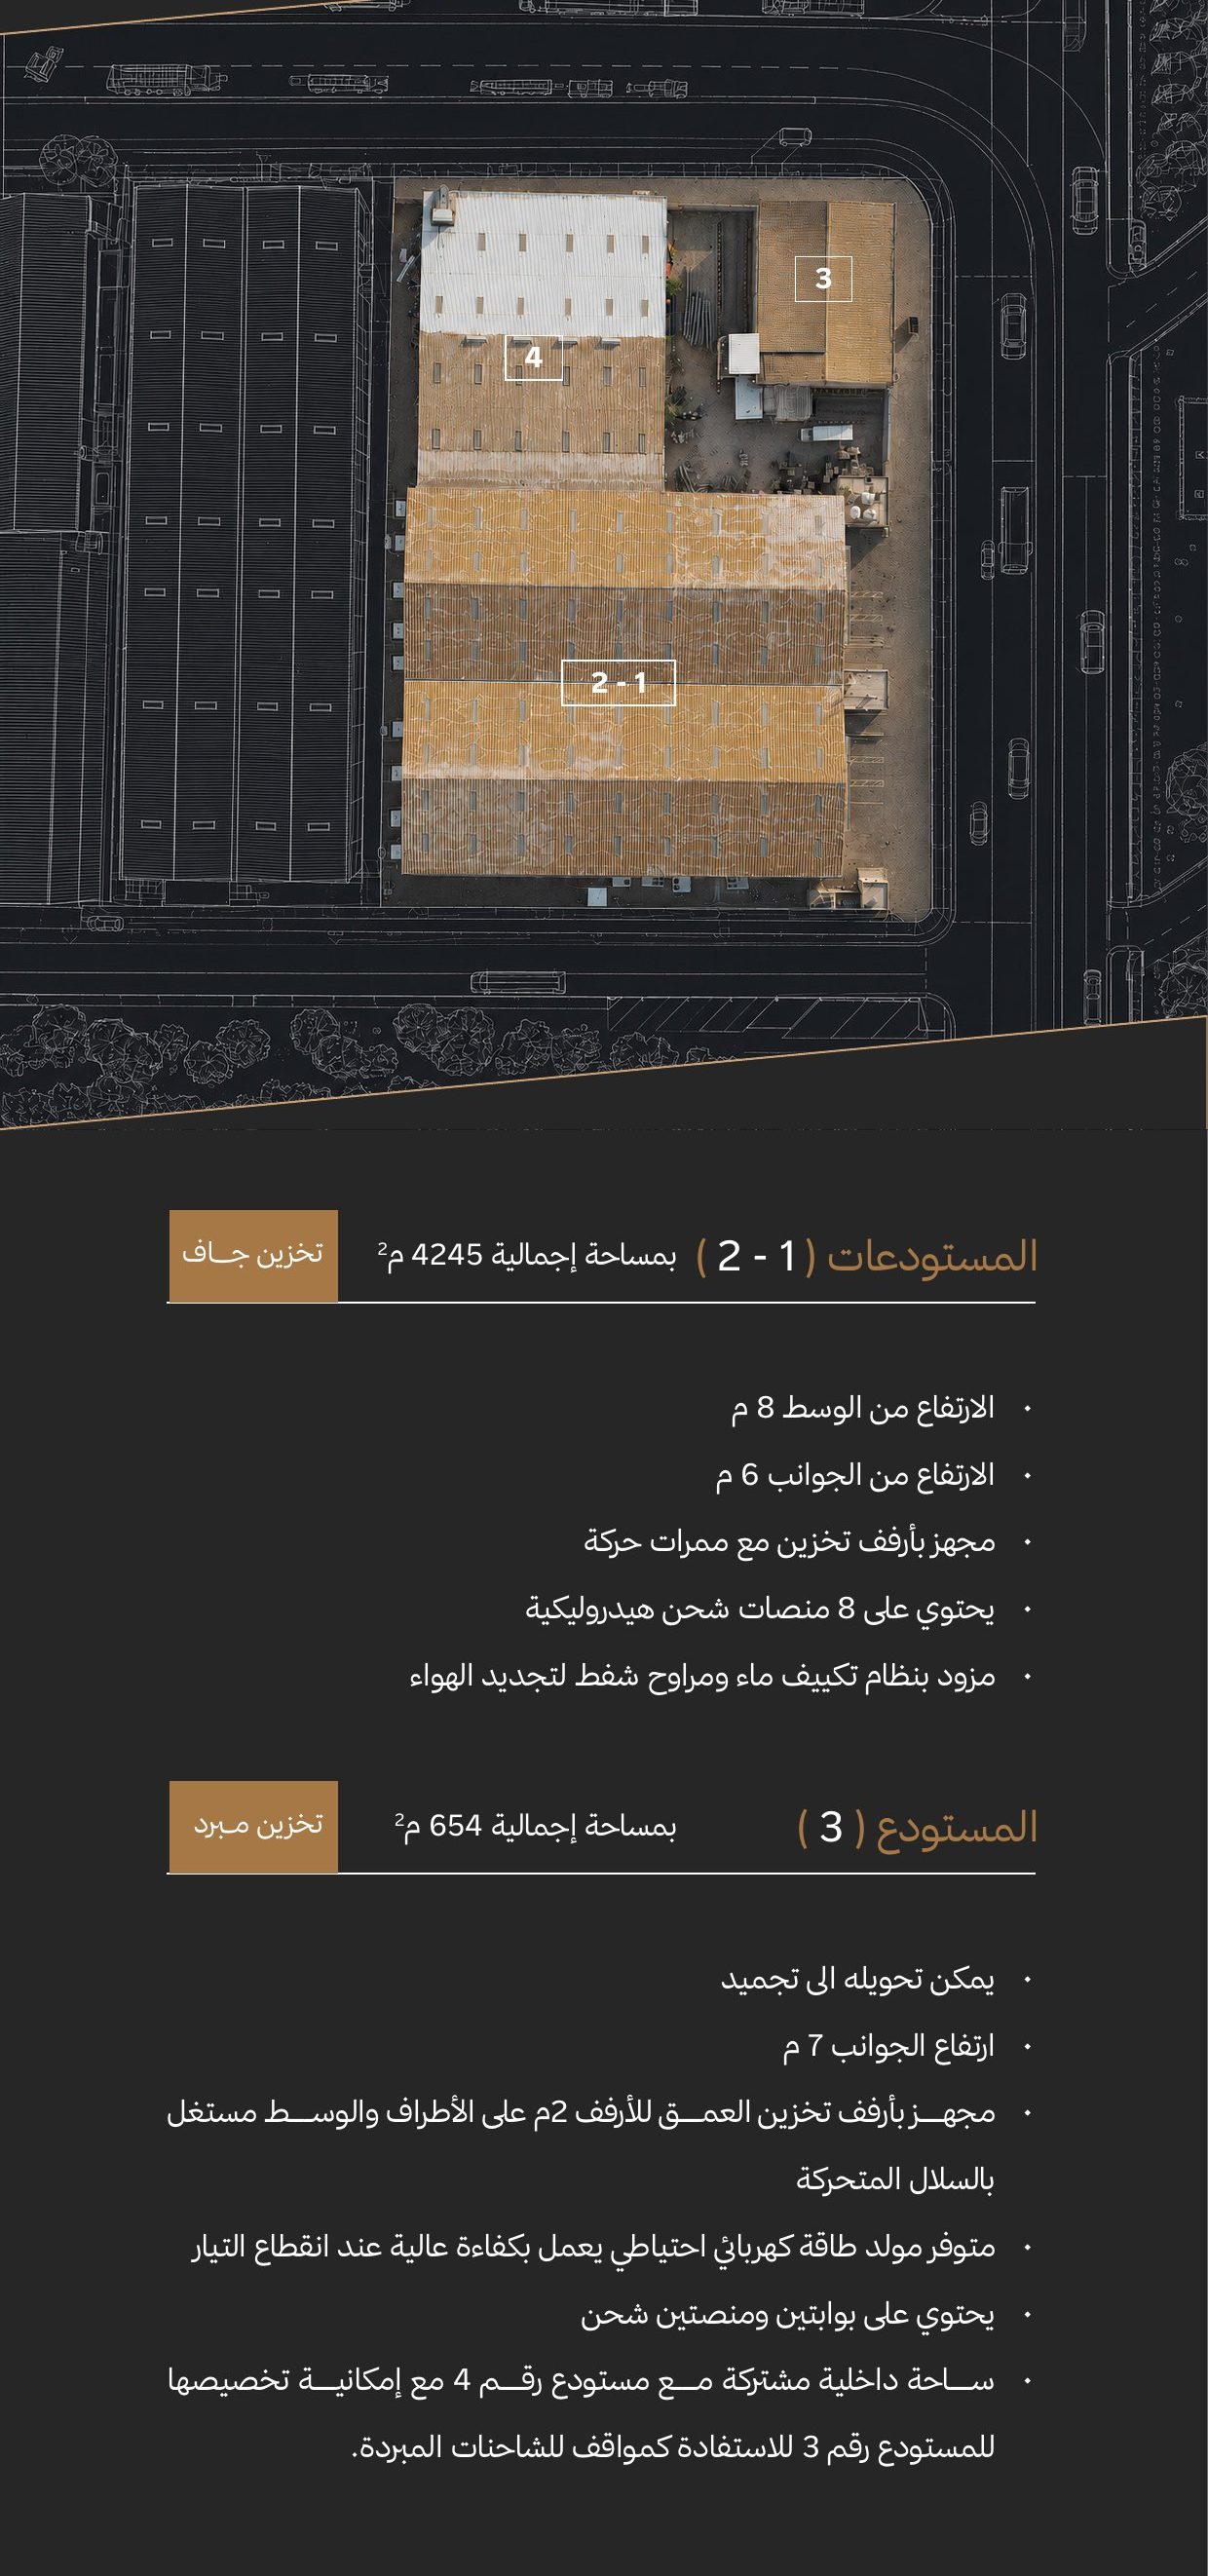 3
4
2 - 1
المستودعات ( 1 - 2 ) بمساحة إجمالية 4245 م² تخزين جـاف
الارتفاع من الوسط 8 م
الارتفاع من الجوانب 6 م
مجهز بأرفف تخزين مع ممرات حركة
يحتوي على 8 منصات شحن هيدروليكية
مزود بنظام تكييف ماء ومراوح شفط لتجديد الهواء
المستودع ( 3 ) بمساحة إجمالية 654 م² تخزين مـبرد
يمكن تحويله الى تجميد
ارتفاع الجوانب 7 م
مجهـز بأرفف تخزين العمـق للأرفف 2م على الأطراف والوسـط مستغل
بالسلال المتحركة
متوفر مولد طاقة كهربائي احتياطي يعمل بكفاءة عالية عند انقطاع التيار
يحتوي على بوابتين ومنصتين شحن
سـاحة داخلية مشتركة مـع مستودع رقـم 4 مع إمكانيـة تخصيصها
للمستودع رقم 3 للاستفادة كمواقف للشاحنات المبردة.